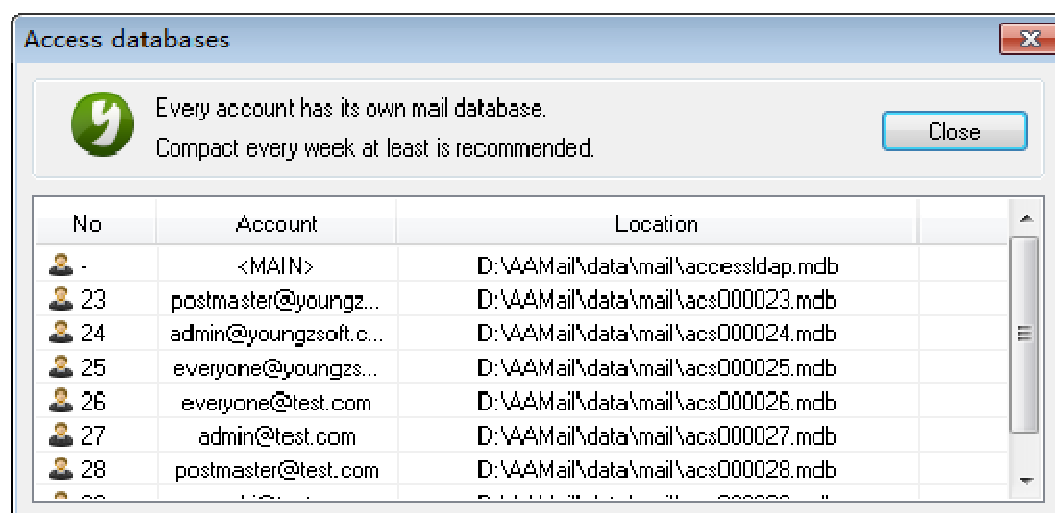 Access databases
Every account has its own mail database.
Compact every week at least is recommended.
Close
No Account Location
- <MAIN> D:\AAMail\data\mail\accessldap.mdb
23 postmaster@youngz... D:\AAMail\data\mail\acs000023.mdb
24 admin@youngzsoft.c... D:\AAMail\data\mail\acs000024.mdb
25 everyone@youngzs... D:\AAMail\data\mail\acs000025.mdb
26 everyone@test.com D:\AAMail\data\mail\acs000026.mdb
27 admin@test.com D:\AAMail\data\mail\acs000027.mdb
28 postmaster@test.com D:\AAMail\data\mail\acs000028.mdb